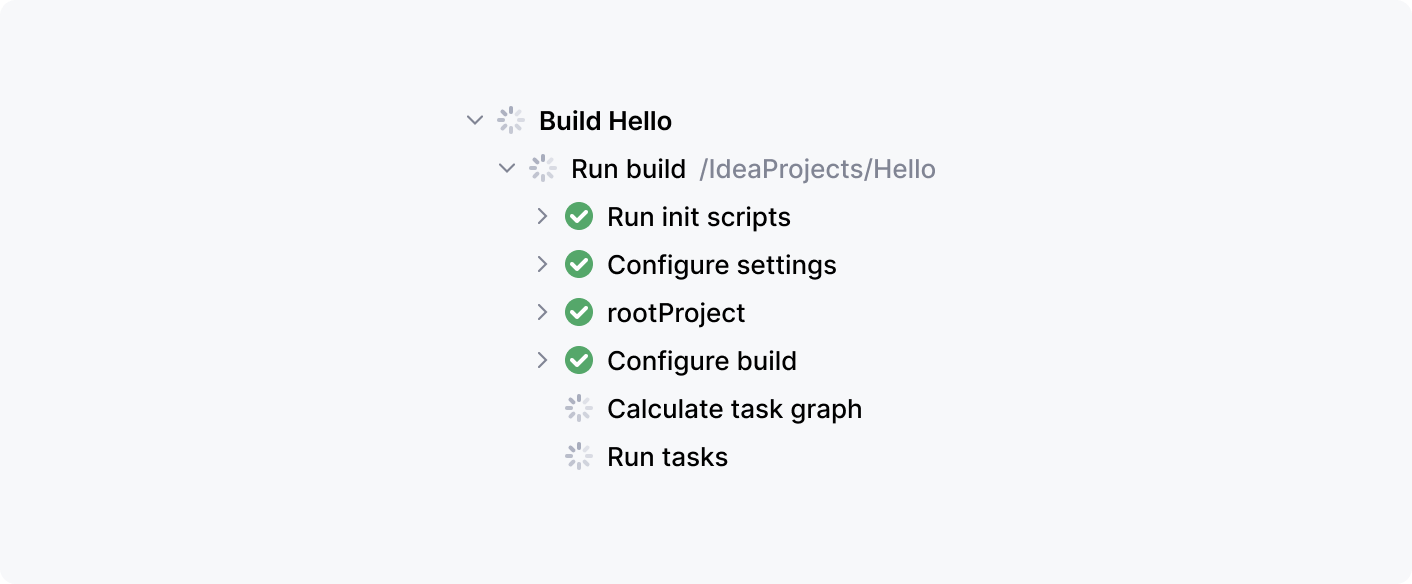 Build Hello
Run build /IdeaProjects/Hello
Run init scripts
Configure settings
rootProject
Configure build
Calculate task graph
Run tasks